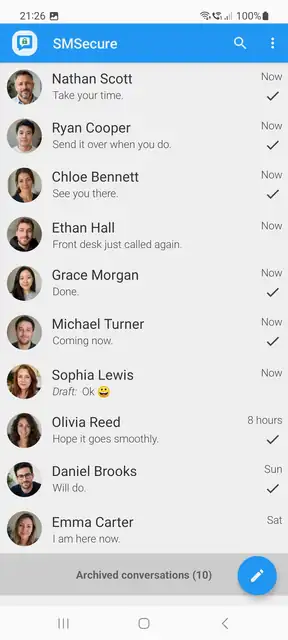 21:26
100%
SMSecure
Nathan Scott
Now
Take your time.
Ryan Cooper
Now
Send it over when you do.
Chloe Bennett
Now
See you there.
Ethan Hall
Now
Front desk just called again.
Grace Morgan
Now
Done.
Michael Turner
Now
Coming now.
Sophia Lewis
Now
Draft: Ok 😀
Olivia Reed
8 hours
Hope it goes smoothly.
Daniel Brooks
Sun
Will do.
Emma Carter
Sat
I am here now.
Archived conversations (10)